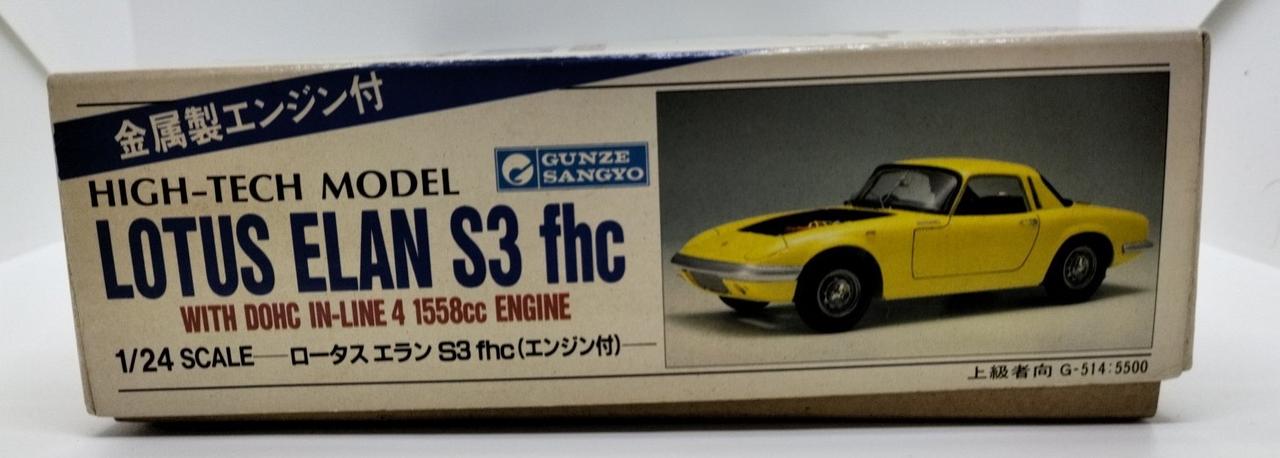 金属製エンジン付
HIGH-TECH MODEL
GUNZE
SANGYO
LOTUS ELAN S3 fhc
WITH DOHC IN-LINE 4 1558cc ENGINE
1/24 SCALE ロータス エラン S3 fhc(エンジン付)
上級者向 G-514:5500